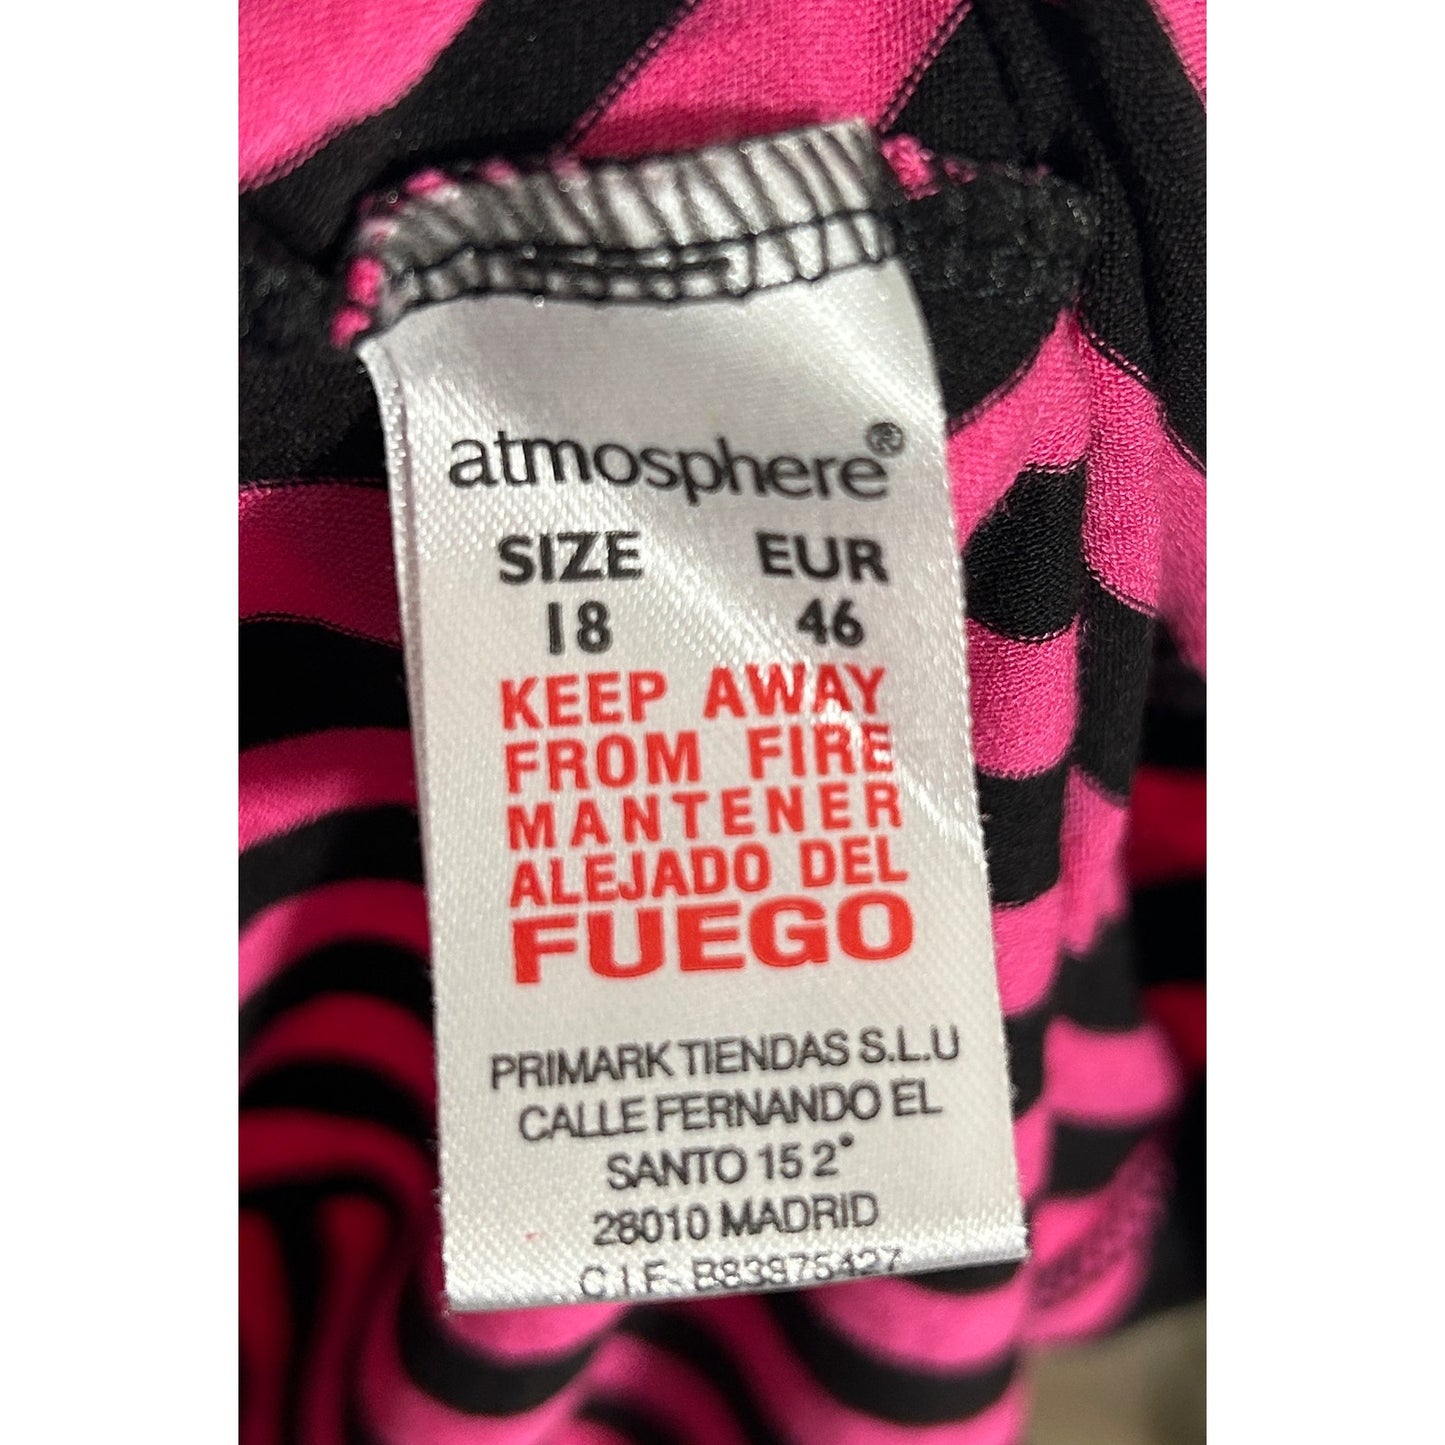 atmosphere®
SIZE EUR
18 46
KEEP AWAY
FROM FIRE
MANTENER
ALEJADO DEL
FUEGO
PRIMARK TIENDAS S.L.U
CALLE FERNANDO EL
SANTO 15 2°
28010 MADRID
C.I.F. B83875427